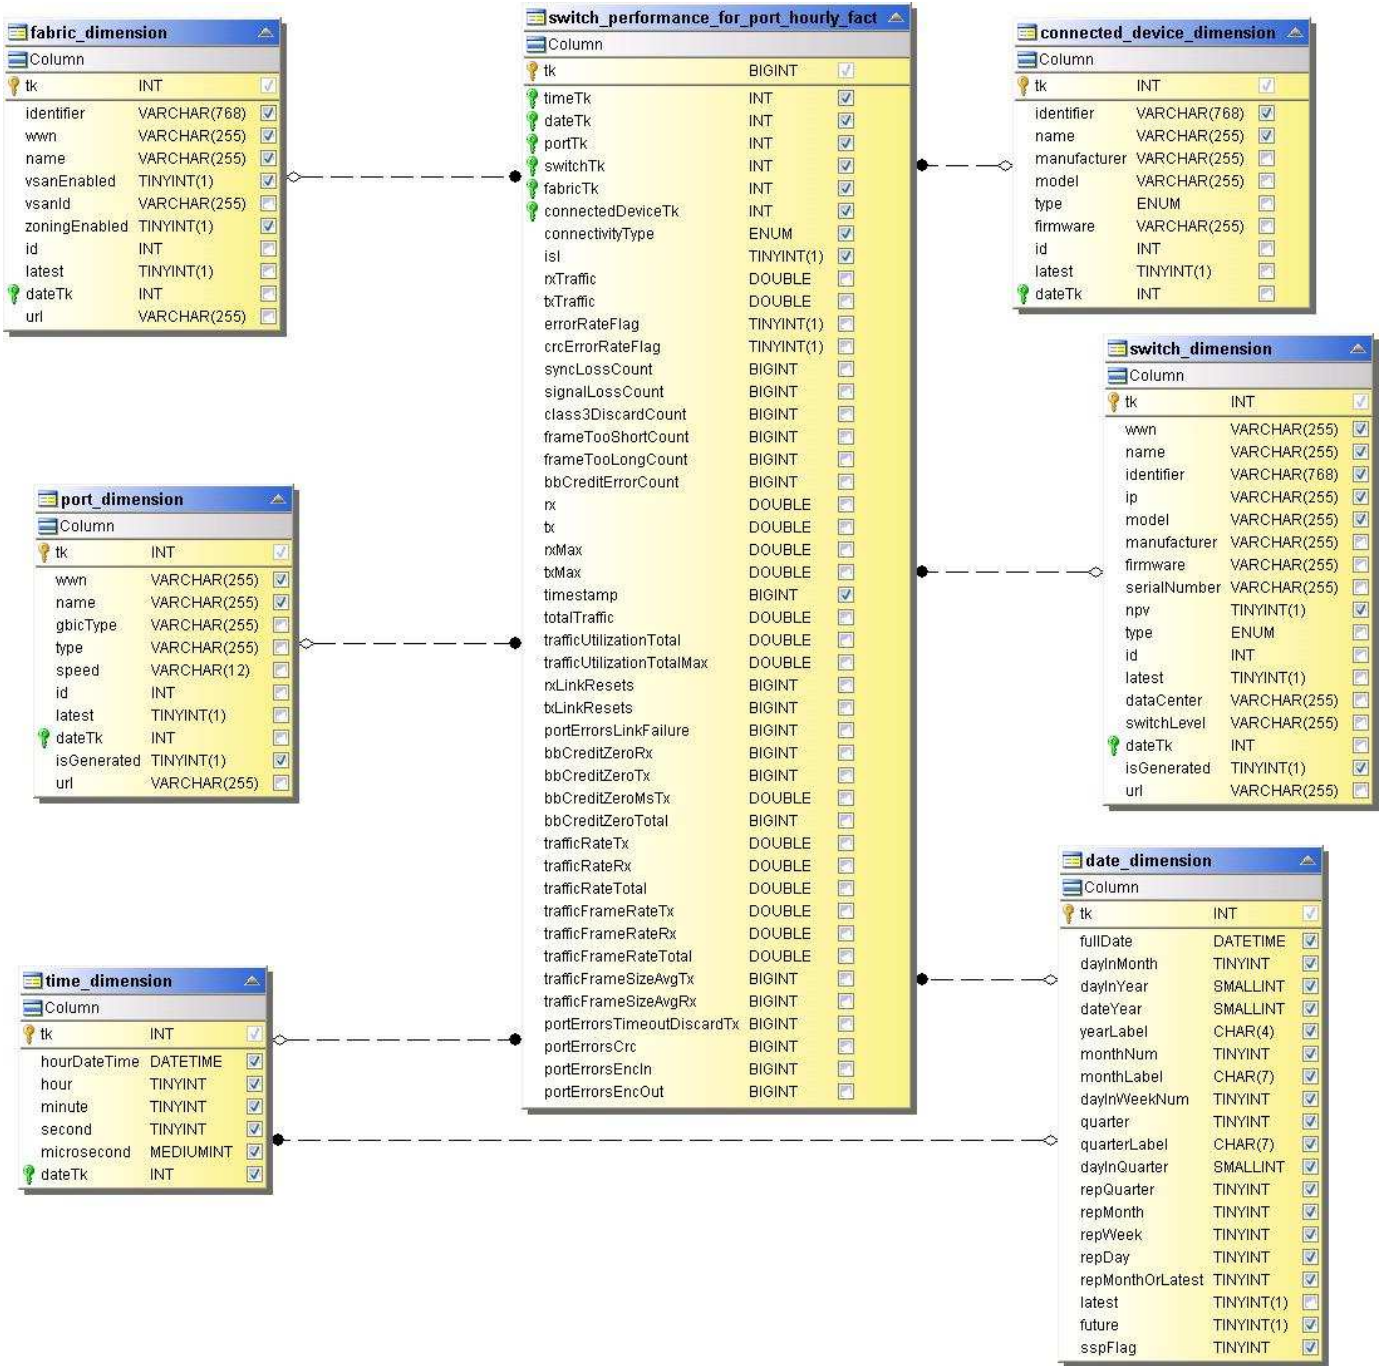 fabric_dimension
Column
tk INT
identifier VARCHAR(768)
wwn VARCHAR(255)
name VARCHAR(255)
vsanEnabled TINYINT(1)
vsanId VARCHAR(255)
zoningEnabled TINYINT(1)
id INT
latest TINYINT(1)
dateTk INT
url VARCHAR(255)
port_dimension
Column
tk INT
wwn VARCHAR(255)
name VARCHAR(255)
gbicType VARCHAR(255)
type VARCHAR(255)
speed VARCHAR(12)
id INT
latest TINYINT(1)
dateTk INT
isGenerated TINYINT(1)
url VARCHAR(255)
time_dimension
Column
tk INT
hourDateTime DATETIME
hour TINYINT
minute TINYINT
second TINYINT
microsecond MEDIUMINT
dateTk INT
switch_performance_for_port_hourly_fact
Column
tk BIGINT
timeTk INT
dateTk INT
portTk INT
switchTk INT
fabricTk INT
connectedDeviceTk INT
connectivityType ENUM
isl TINYINT(1)
rxTraffic DOUBLE
txTraffic DOUBLE
errorRateFlag TINYINT(1)
crcErrorRateFlag TINYINT(1)
syncLossCount BIGINT
signalLossCount BIGINT
class3DiscardCount BIGINT
frameTooShortCount BIGINT
frameTooLongCount BIGINT
bbCreditErrorCount BIGINT
rx DOUBLE
tx DOUBLE
rxMax DOUBLE
txMax DOUBLE
timestamp BIGINT
totalTraffic DOUBLE
trafficUtilizationTotal DOUBLE
trafficUtilizationTotalMax DOUBLE
rxLinkResets BIGINT
txLinkResets BIGINT
portErrorsLinkFailure BIGINT
bbCreditZeroRx BIGINT
bbCreditZeroTx BIGINT
bbCreditZeroMsTx DOUBLE
bbCreditZeroTotal BIGINT
trafficRateTx DOUBLE
trafficRateRx DOUBLE
trafficRateTotal DOUBLE
trafficFrameRateTx DOUBLE
trafficFrameRateRx DOUBLE
trafficFrameRateTotal DOUBLE
trafficFrameSizeAvgTx BIGINT
trafficFrameSizeAvgRx BIGINT
portErrorsTimeoutDiscardTx BIGINT
portErrorsCrc BIGINT
portErrorsEncIn BIGINT
portErrorsEncOut BIGINT
connected_device_dimension
Column
tk INT
identifier VARCHAR(768)
name VARCHAR(255)
manufacturer VARCHAR(255)
model VARCHAR(255)
type ENUM
firmware VARCHAR(255)
id INT
latest TINYINT(1)
dateTk INT
switch_dimension
Column
tk INT
wwn VARCHAR(255)
name VARCHAR(255)
identifier VARCHAR(768)
ip VARCHAR(255)
model VARCHAR(255)
manufacturer VARCHAR(255)
firmware VARCHAR(255)
serialNumber VARCHAR(255)
npv TINYINT(1)
type ENUM
id INT
latest TINYINT(1)
dataCenter VARCHAR(255)
switchLevel VARCHAR(255)
dateTk INT
isGenerated TINYINT(1)
url VARCHAR(255)
date_dimension
Column
tk INT
fullDate DATETIME
dayInMonth TINYINT
dayInYear SMALLINT
dateYear SMALLINT
yearLabel CHAR(4)
monthNum TINYINT
monthLabel CHAR(7)
dayInWeekNum TINYINT
quarter TINYINT
quarterLabel CHAR(7)
dayInQuarter SMALLINT
repQuarter TINYINT
repMonth TINYINT
repWeek TINYINT
repDay TINYINT
repMonthOrLatest TINYINT
latest TINYINT(1)
future TINYINT(1)
sspFlag TINYINT